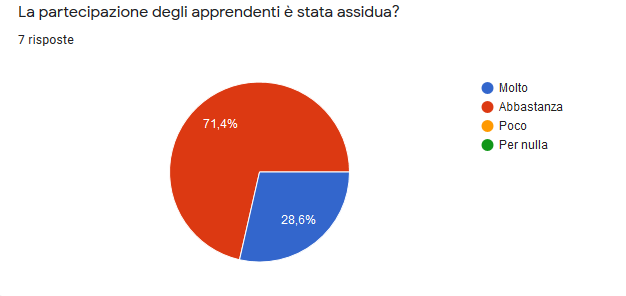 La partecipazione degli apprendenti è stata assidua?
7 risposte
Molto
Abbastanza
Poco
Per nulla
71,4%
28,6%